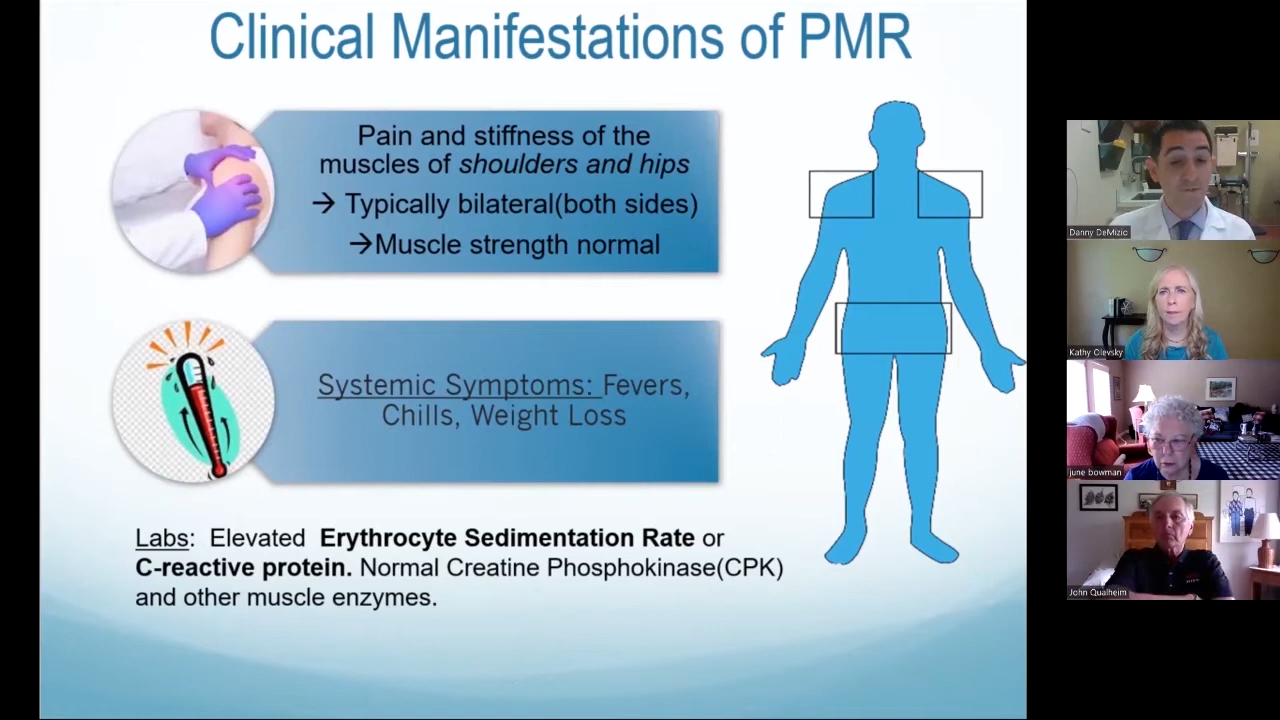 Clinical Manifestations of PMR
Pain and stiffness of the
muscles of shoulders and hips
→ Typically bilateral(both sides)
→Muscle strength normal
Systemic Symptoms: Fevers,
Chills, Weight Loss
Labs: Elevated Erythrocyte Sedimentation Rate or
C-reactive protein. Normal Creatine Phosphokinase(CPK)
and other muscle enzymes.
Danny DeMizic
Kathy Olevsky
june bowman
John Qualheim